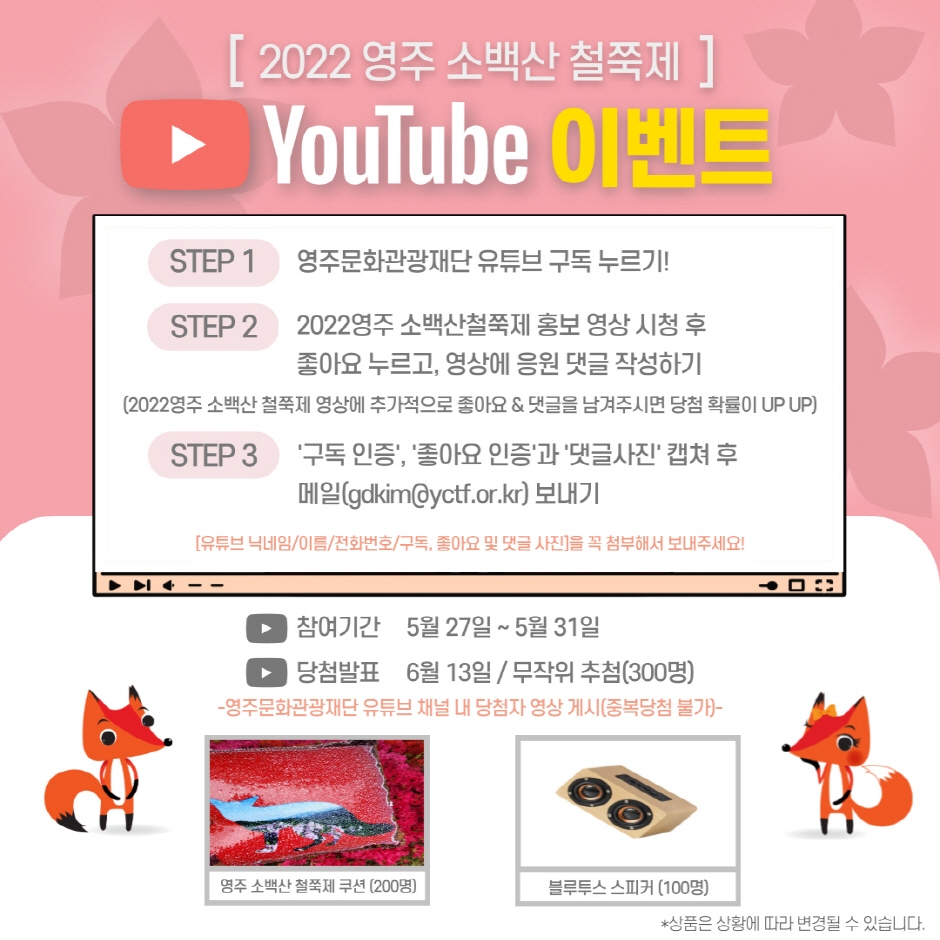 [ 2022 영주 소백산 철쭉제 ]
YouTube 이벤트
STEP 1 영주문화관광재단 유튜브 구독 누르기!
STEP 2 2022영주 소백산철쭉제 홍보 영상 시청 후
좋아요 누르고, 영상에 응원 댓글 작성하기
(2022영주 소백산 철쭉제 영상에 추가적으로 좋아요 & 댓글을 남겨주시면 당첨 확률이 UP UP)
STEP 3 '구독 인증', '좋아요 인증'과 '댓글사진' 캡쳐 후
메일(gdkim@yctf.or.kr) 보내기
[유튜브 닉네임/이름/전화번호/구독, 좋아요 및 댓글 사진]을 꼭 첨부해서 보내주세요!
참여기간 5월 27일 ~ 5월 31일
당첨발표 6월 13일 / 무작위 추첨(300명)
-영주문화관광재단 유튜브 채널 내 당첨자 영상 게시(중복당첨 불가)-
영주 소백산 철쭉제 쿠션 (200명)
블루투스 스피커 (100명)
*상품은 상황에 따라 변경될 수 있습니다.